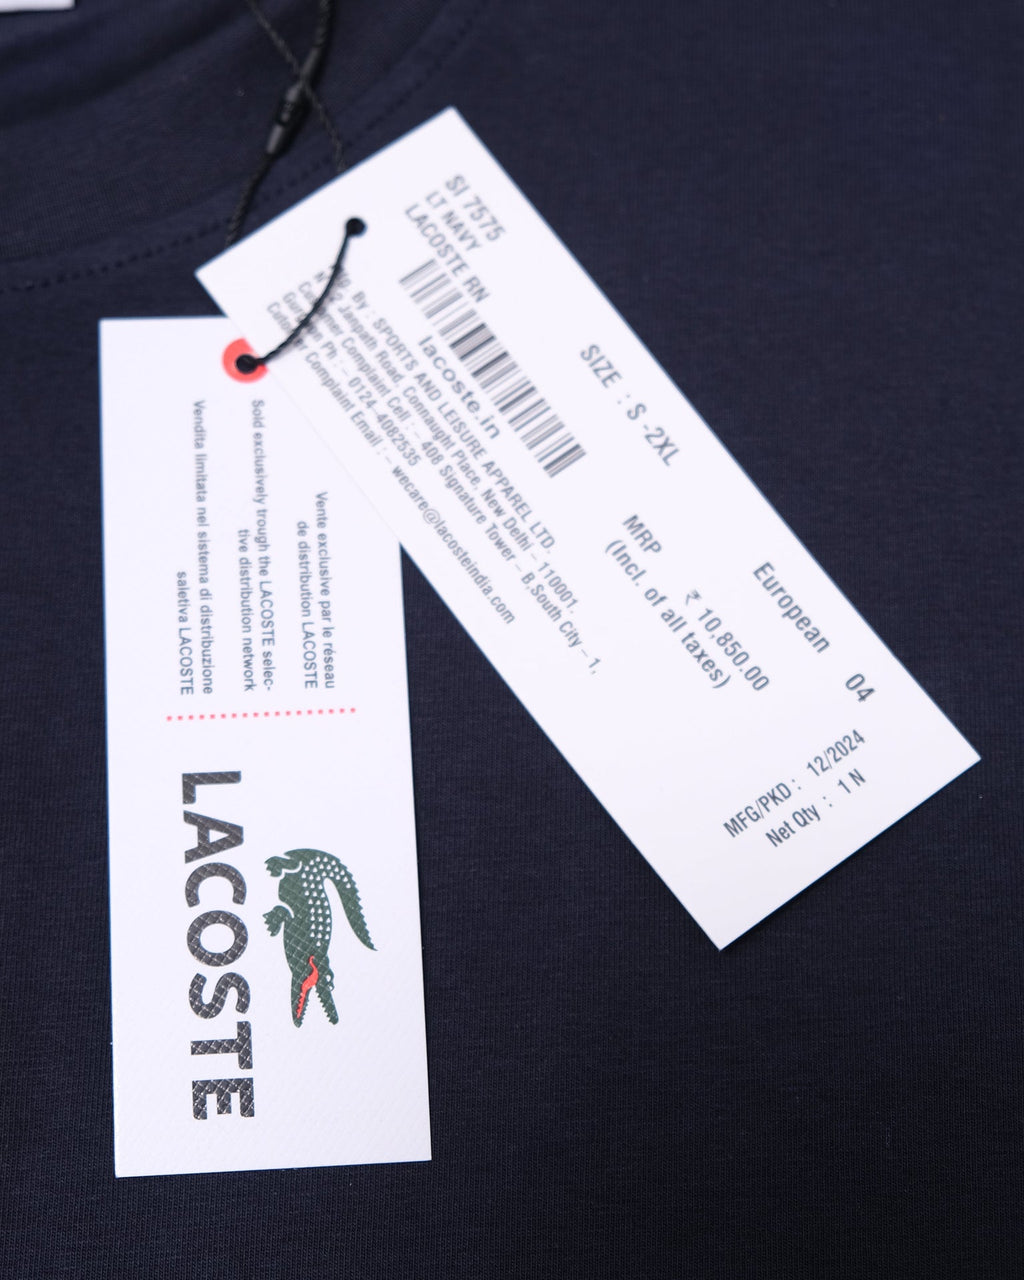 SI 7575
LT NAVY
LACOSTE RN
lacoste.in
By : SPORTS AND LEISURE APPAREL LTD.
Janpath Road, Connaught Place, New Delhi – 110001.
Customer Complaint Cell : – 408 Signature Tower – B,South City – 1,
Ph : – 0124-4082535
Complaint Email : – wecare@lacosteindia.com
SIZE : S -2XL
MRP ₹ 10,850.00
(Incl. of all taxes)
European 04
MFG/PKD : 12/2024
Net Qty : 1 N
Vente exclusive par le réseau
de distribution LACOSTE
Sold exclusively trough the LACOSTE selec-
tive distribution network
Vendita limitata nel sistema di distribuzione
saletiva LACOSTE
LACOSTE